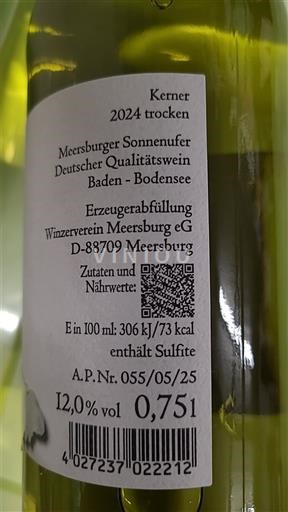 Kerner
2024 trocken
Meersburger Sonnenufer
Deutscher Qualitätswein
Baden - Bodensee
Erzeugerabfüllung
Winzerverein Meersburg eG
D-88709 Meersburg
VINIOU
Zutaten und
Nährwerte:
E in 100 ml: 306 kJ/73 kcal
enthält Sulfite
A.P.Nr. 055/05/25
12,0% vol 0,75 l
4 027237 022212